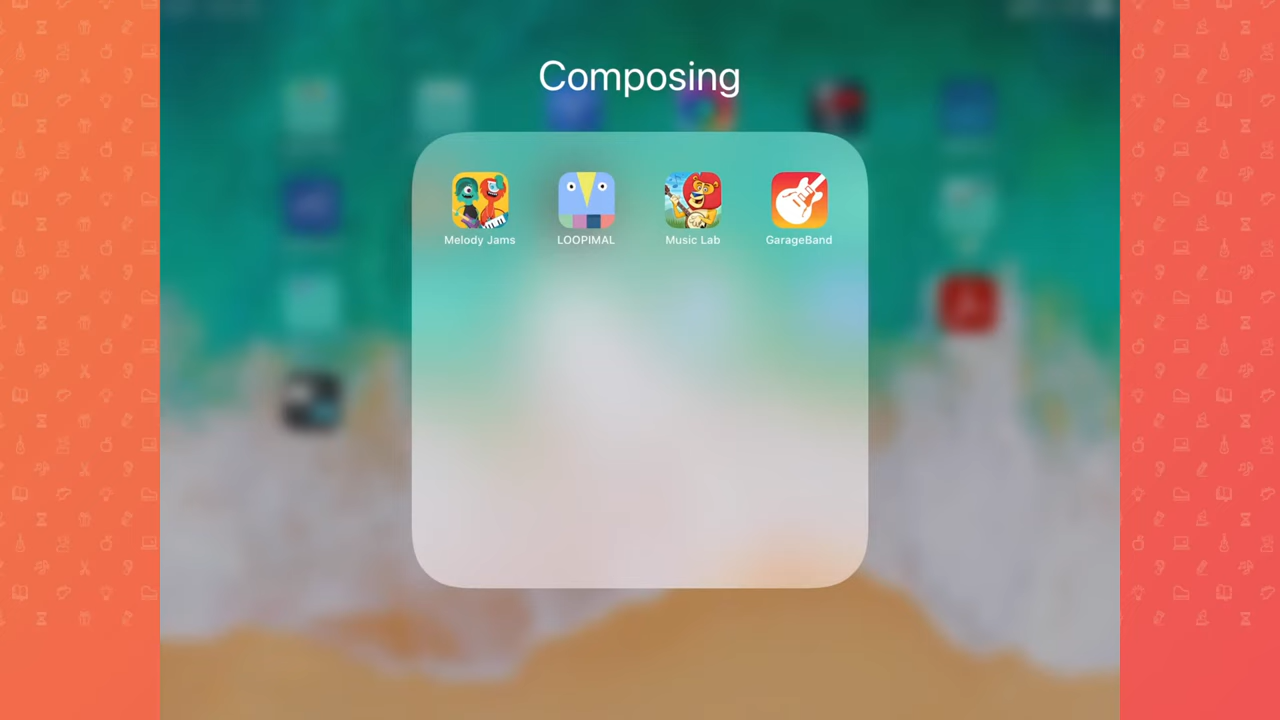 Composing
Melody Jams
LOOPIMAL
Music Lab
GarageBand